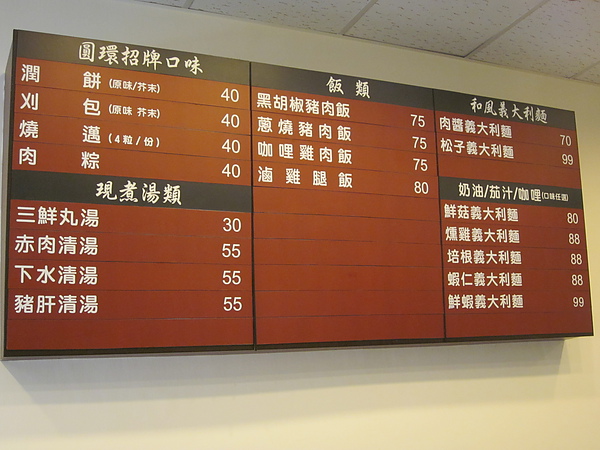 圓環招牌口味
潤餅(原味/芥末) 40
刈包(原味 芥末) 40
燒邁(4粒/份) 40
肉粽 40
現煮湯類
三鮮丸湯 30
赤肉清湯 55
下水清湯 55
豬肝清湯 55
飯類
黑胡椒豬肉飯 75
蔥燒豬肉飯 75
咖哩雞肉飯 75
滷雞腿飯 80
和風義大利麵
肉醬義大利麵 70
松子義大利麵 99
奶油/茄汁/咖哩(口味任選)
鮮菇義大利麵 80
燻雞義大利麵 88
培根義大利麵 88
蝦仁義大利麵 88
鮮蝦義大利麵 99